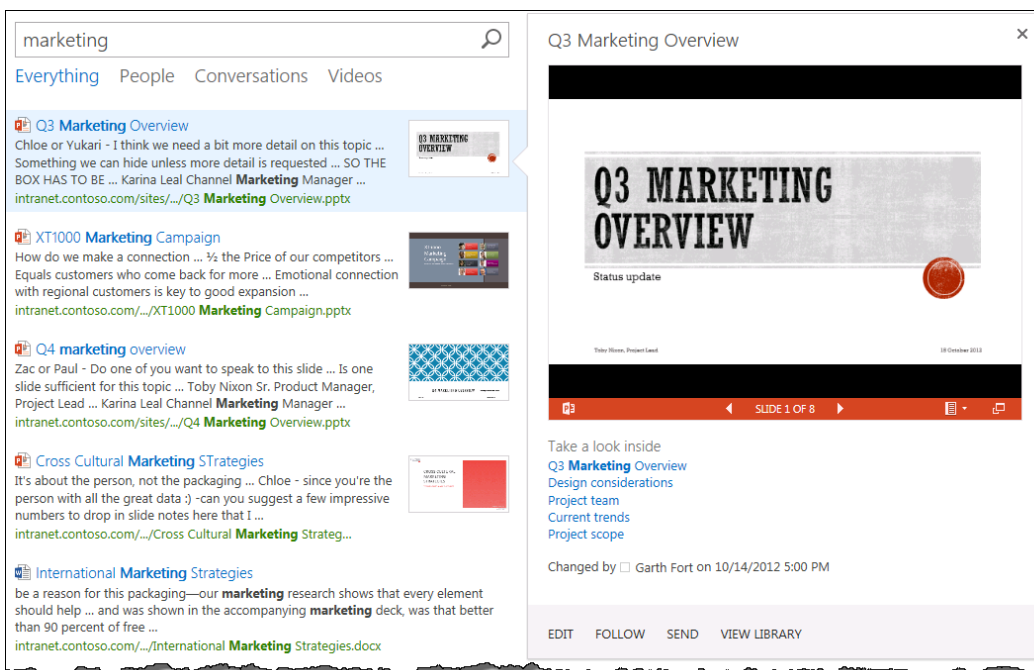 marketing
Everything People Conversations Videos
Q3 Marketing Overview
Chloe or Yukari - I think we need a bit more detail on this topic ...
Something we can hide unless more detail is requested ... SO THE
BOX HAS TO BE ... Karina Leal Channel Marketing Manager ...
intranet.contoso.com/sites/.../Q3 Marketing Overview.pptx
Q3 MARKETING
OVERVIEW
XT1000 Marketing Campaign
How do we make a connection ... ½ the Price of our competitors ...
Equals customers who come back for more ... Emotional connection
with regional customers is key to good expansion ...
intranet.contoso.com/.../XT1000 Marketing Campaign.pptx
XT1000
Marketing
Campaign
Q4 marketing overview
Zac or Paul - Do one of you want to speak to this slide ... Is one
slide sufficient for this topic ... Toby Nixon Sr. Product Manager,
Project Lead ... Karina Leal Channel Marketing Manager ...
intranet.contoso.com/sites/.../Q4 Marketing Overview.pptx
Q4 MARKETING OVERVIEW
Cross Cultural Marketing STrategies
It's about the person, not the packaging ... Chloe - since you're the
person with all the great data :) -can you suggest a few impressive
numbers to drop in slide notes here that I ...
intranet.contoso.com/.../Cross Cultural Marketing Strateg...
CROSS CULTURAL
MARKETING
STRATEGIES
International Marketing Strategies
be a reason for this packaging—our marketing research shows that every element
should help ... and was shown in the accompanying marketing deck, was that better
than 90 percent of free ...
intranet.contoso.com/.../International Marketing Strategies.docx
Q3 Marketing Overview
Q3 MARKETING
OVERVIEW
Status update
Toby Nixon, Project Lead
19 October 2012
SLIDE 1 OF 8
Take a look inside
Q3 Marketing Overview
Design considerations
Project team
Current trends
Project scope
Changed by Garth Fort on 10/14/2012 5:00 PM
EDIT FOLLOW SEND VIEW LIBRARY